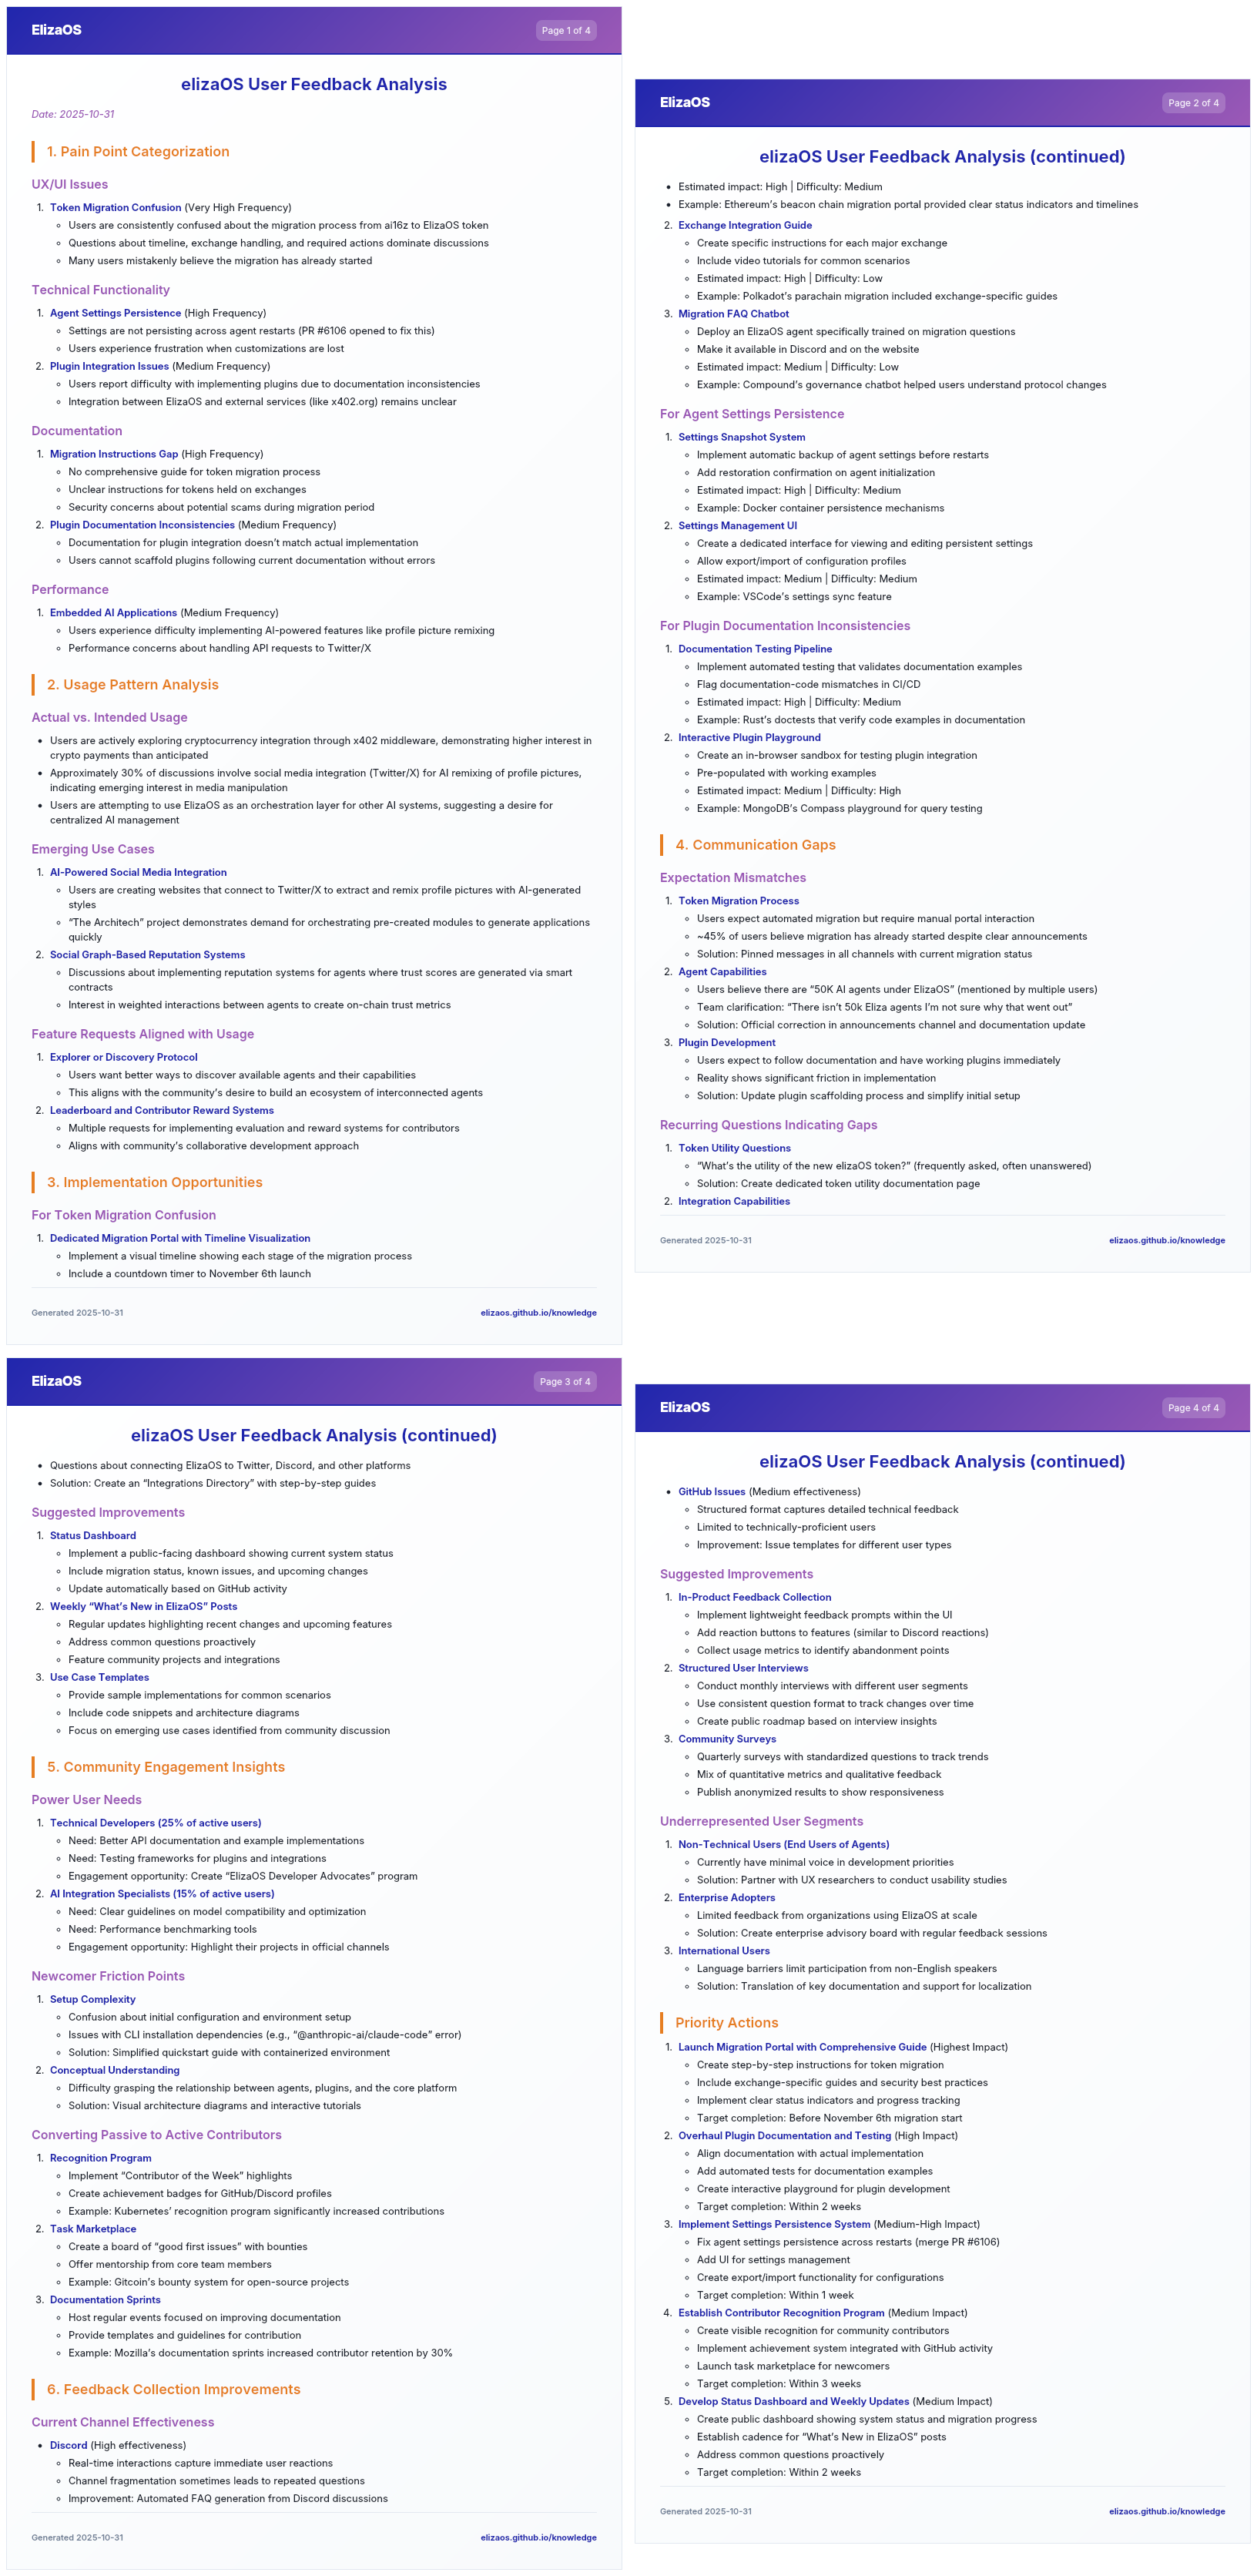 ElizaOS
Page 1 of 4
elizaOS User Feedback Analysis
Date: 2025-10-31
1. Pain Point Categorization
UX/UI Issues
1. Token Migration Confusion (Very High Frequency)
◦ Users are consistently confused about the migration process from ai16z to ElizaOS token
◦ Questions about timeline, exchange handling, and required actions dominate discussions
◦ Many users mistakenly believe the migration has already started
Technical Functionality
1. Agent Settings Persistence (High Frequency)
◦ Settings are not persisting across agent restarts (PR #6106 opened to fix this)
◦ Users experience frustration when customizations are lost
2. Plugin Integration Issues (Medium Frequency)
◦ Users report difficulty with implementing plugins due to documentation inconsistencies
◦ Integration between ElizaOS and external services (like x402.org) remains unclear
Documentation
1. Migration Instructions Gap (High Frequency)
◦ No comprehensive guide for token migration process
◦ Unclear instructions for tokens held on exchanges
◦ Security concerns about potential scams during migration period
2. Plugin Documentation Inconsistencies (Medium Frequency)
◦ Documentation for plugin integration doesn’t match actual implementation
◦ Users cannot scaffold plugins following current documentation without errors
Performance
1. Embedded AI Applications (Medium Frequency)
◦ Users experience difficulty implementing AI-powered features like profile picture remixing
◦ Performance concerns about handling API requests to Twitter/X
2. Usage Pattern Analysis
Actual vs. Intended Usage
• Users are actively exploring cryptocurrency integration through x402 middleware, demonstrating higher interest in
crypto payments than anticipated
• Approximately 30% of discussions involve social media integration (Twitter/X) for AI remixing of profile pictures,
indicating emerging interest in media manipulation
• Users are attempting to use ElizaOS as an orchestration layer for other AI systems, suggesting a desire for
centralized AI management
Emerging Use Cases
1. AI-Powered Social Media Integration
◦ Users are creating websites that connect to Twitter/X to extract and remix profile pictures with AI-generated
styles
◦ “The Architech” project demonstrates demand for orchestrating pre-created modules to generate applications
quickly
2. Social Graph-Based Reputation Systems
◦ Discussions about implementing reputation systems for agents where trust scores are generated via smart
contracts
◦ Interest in weighted interactions between agents to create on-chain trust metrics
Feature Requests Aligned with Usage
1. Explorer or Discovery Protocol
◦ Users want better ways to discover available agents and their capabilities
◦ This aligns with the community’s desire to build an ecosystem of interconnected agents
2. Leaderboard and Contributor Reward Systems
◦ Multiple requests for implementing evaluation and reward systems for contributors
◦ Aligns with community’s collaborative development approach
3. Implementation Opportunities
For Token Migration Confusion
1. Dedicated Migration Portal with Timeline Visualization
◦ Implement a visual timeline showing each stage of the migration process
◦ Include a countdown timer to November 6th launch
Generated 2025-10-31
elizaos.github.io/knowledge
ElizaOS
Page 2 of 4
elizaOS User Feedback Analysis (continued)
• Estimated impact: High | Difficulty: Medium
• Example: Ethereum’s beacon chain migration portal provided clear status indicators and timelines
2. Exchange Integration Guide
◦ Create specific instructions for each major exchange
◦ Include video tutorials for common scenarios
◦ Estimated impact: High | Difficulty: Low
◦ Example: Polkadot’s parachain migration included exchange-specific guides
3. Migration FAQ Chatbot
◦ Deploy an ElizaOS agent specifically trained on migration questions
◦ Make it available in Discord and on the website
◦ Estimated impact: Medium | Difficulty: Low
◦ Example: Compound’s governance chatbot helped users understand protocol changes
For Agent Settings Persistence
1. Settings Snapshot System
◦ Implement automatic backup of agent settings before restarts
◦ Add restoration confirmation on agent initialization
◦ Estimated impact: High | Difficulty: Medium
◦ Example: Docker container persistence mechanisms
2. Settings Management UI
◦ Create a dedicated interface for viewing and editing persistent settings
◦ Allow export/import of configuration profiles
◦ Estimated impact: Medium | Difficulty: Medium
◦ Example: VSCode’s settings sync feature
For Plugin Documentation Inconsistencies
1. Documentation Testing Pipeline
◦ Implement automated testing that validates documentation examples
◦ Flag documentation-code mismatches in CI/CD
◦ Estimated impact: High | Difficulty: Medium
◦ Example: Rust’s doctests that verify code examples in documentation
2. Interactive Plugin Playground
◦ Create an in-browser sandbox for testing plugin integration
◦ Pre-populated with working examples
◦ Estimated impact: Medium | Difficulty: High
◦ Example: MongoDB’s Compass playground for query testing
4. Communication Gaps
Expectation Mismatches
1. Token Migration Process
◦ Users expect automated migration but require manual portal interaction
◦ ~45% of users believe migration has already started despite clear announcements
◦ Solution: Pinned messages in all channels with current migration status
2. Agent Capabilities
◦ Users believe there are “50K AI agents under ElizaOS” (mentioned by multiple users)
◦ Team clarification: “There isn’t 50k Eliza agents I’m not sure why that went out”
◦ Solution: Official correction in announcements channel and documentation update
3. Plugin Development
◦ Users expect to follow documentation and have working plugins immediately
◦ Reality shows significant friction in implementation
◦ Solution: Update plugin scaffolding process and simplify initial setup
Recurring Questions Indicating Gaps
1. Token Utility Questions
◦ “What’s the utility of the new elizaOS token?” (frequently asked, often unanswered)
◦ Solution: Create dedicated token utility documentation page
2. Integration Capabilities
Generated 2025-10-31
elizaos.github.io/knowledge
ElizaOS
Page 3 of 4
elizaOS User Feedback Analysis (continued)
• Questions about connecting ElizaOS to Twitter, Discord, and other platforms
• Solution: Create an “Integrations Directory” with step-by-step guides
Suggested Improvements
1. Status Dashboard
◦ Implement a public-facing dashboard showing current system status
◦ Include migration status, known issues, and upcoming changes
◦ Update automatically based on GitHub activity
2. Weekly “What’s New in ElizaOS” Posts
◦ Regular updates highlighting recent changes and upcoming features
◦ Address common questions proactively
◦ Feature community projects and integrations
3. Use Case Templates
◦ Provide sample implementations for common scenarios
◦ Include code snippets and architecture diagrams
◦ Focus on emerging use cases identified from community discussion
5. Community Engagement Insights
Power User Needs
1. Technical Developers (25% of active users)
◦ Need: Better API documentation and example implementations
◦ Need: Testing frameworks for plugins and integrations
◦ Engagement opportunity: Create “ElizaOS Developer Advocates” program
2. AI Integration Specialists (15% of active users)
◦ Need: Clear guidelines on model compatibility and optimization
◦ Need: Performance benchmarking tools
◦ Engagement opportunity: Highlight their projects in official channels
Newcomer Friction Points
1. Setup Complexity
◦ Confusion about initial configuration and environment setup
◦ Issues with CLI installation dependencies (e.g., “@anthropic-ai/claude-code” error)
◦ Solution: Simplified quickstart guide with containerized environment
2. Conceptual Understanding
◦ Difficulty grasping the relationship between agents, plugins, and the core platform
◦ Solution: Visual architecture diagrams and interactive tutorials
Converting Passive to Active Contributors
1. Recognition Program
◦ Implement “Contributor of the Week” highlights
◦ Create achievement badges for GitHub/Discord profiles
◦ Example: Kubernetes’ recognition program significantly increased contributions
2. Task Marketplace
◦ Create a board of “good first issues” with bounties
◦ Offer mentorship from core team members
◦ Example: Gitcoin’s bounty system for open-source projects
3. Documentation Sprints
◦ Host regular events focused on improving documentation
◦ Provide templates and guidelines for contribution
◦ Example: Mozilla’s documentation sprints increased contributor retention by 30%
6. Feedback Collection Improvements
Current Channel Effectiveness
• Discord (High effectiveness)
◦ Real-time interactions capture immediate user reactions
◦ Channel fragmentation sometimes leads to repeated questions
◦ Improvement: Automated FAQ generation from Discord discussions
Generated 2025-10-31
elizaos.github.io/knowledge
ElizaOS
Page 4 of 4
elizaOS User Feedback Analysis (continued)
• GitHub Issues (Medium effectiveness)
◦ Structured format captures detailed technical feedback
◦ Limited to technically-proficient users
◦ Improvement: Issue templates for different user types
Suggested Improvements
1. In-Product Feedback Collection
◦ Implement lightweight feedback prompts within the UI
◦ Add reaction buttons to features (similar to Discord reactions)
◦ Collect usage metrics to identify abandonment points
2. Structured User Interviews
◦ Conduct monthly interviews with different user segments
◦ Use consistent question format to track changes over time
◦ Create public roadmap based on interview insights
3. Community Surveys
◦ Quarterly surveys with standardized questions to track trends
◦ Mix of quantitative metrics and qualitative feedback
◦ Publish anonymized results to show responsiveness
Underrepresented User Segments
1. Non-Technical Users (End Users of Agents)
◦ Currently have minimal voice in development priorities
◦ Solution: Partner with UX researchers to conduct usability studies
2. Enterprise Adopters
◦ Limited feedback from organizations using ElizaOS at scale
◦ Solution: Create enterprise advisory board with regular feedback sessions
3. International Users
◦ Language barriers limit participation from non-English speakers
◦ Solution: Translation of key documentation and support for localization
Priority Actions
1. Launch Migration Portal with Comprehensive Guide (Highest Impact)
◦ Create step-by-step instructions for token migration
◦ Include exchange-specific guides and security best practices
◦ Implement clear status indicators and progress tracking
◦ Target completion: Before November 6th migration start
2. Overhaul Plugin Documentation and Testing (High Impact)
◦ Align documentation with actual implementation
◦ Add automated tests for documentation examples
◦ Create interactive playground for plugin development
◦ Target completion: Within 2 weeks
3. Implement Settings Persistence System (Medium-High Impact)
◦ Fix agent settings persistence across restarts (merge PR #6106)
◦ Add UI for settings management
◦ Create export/import functionality for configurations
◦ Target completion: Within 1 week
4. Establish Contributor Recognition Program (Medium Impact)
◦ Create visible recognition for community contributors
◦ Implement achievement system integrated with GitHub activity
◦ Launch task marketplace for newcomers
◦ Target completion: Within 3 weeks
5. Develop Status Dashboard and Weekly Updates (Medium Impact)
◦ Create public dashboard showing system status and migration progress
◦ Establish cadence for “What’s New in ElizaOS” posts
◦ Address common questions proactively
◦ Target completion: Within 2 weeks
Generated 2025-10-31
elizaos.github.io/knowledge